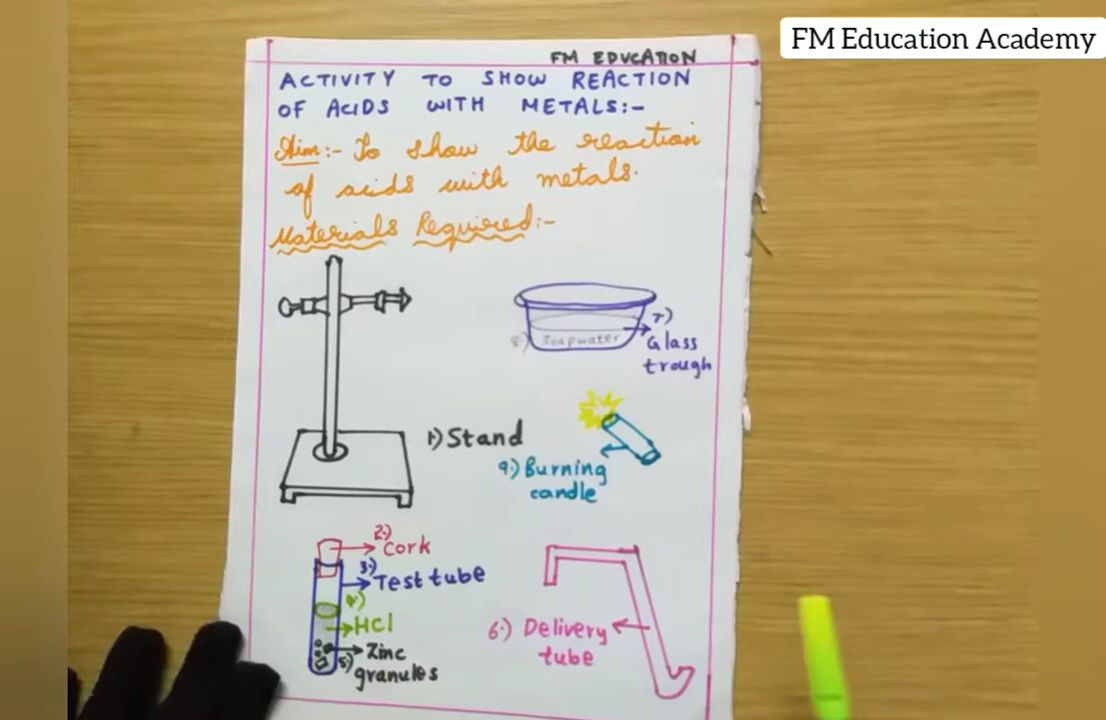 FM Education Academy
FM EDUCATION
ACTIVITY TO SHOW REACTION
OF ACIDS WITH METALS:-
Aim:- To show the reaction
of acids with metals.
Materials Required:-
7)
Glass
trough
8) Soapwater
1) Stand
9.) Burning
candle
2.)
Cork
3.)
Test tube
4)
HCl
5)
Zinc
granules
6.) Delivery
tube